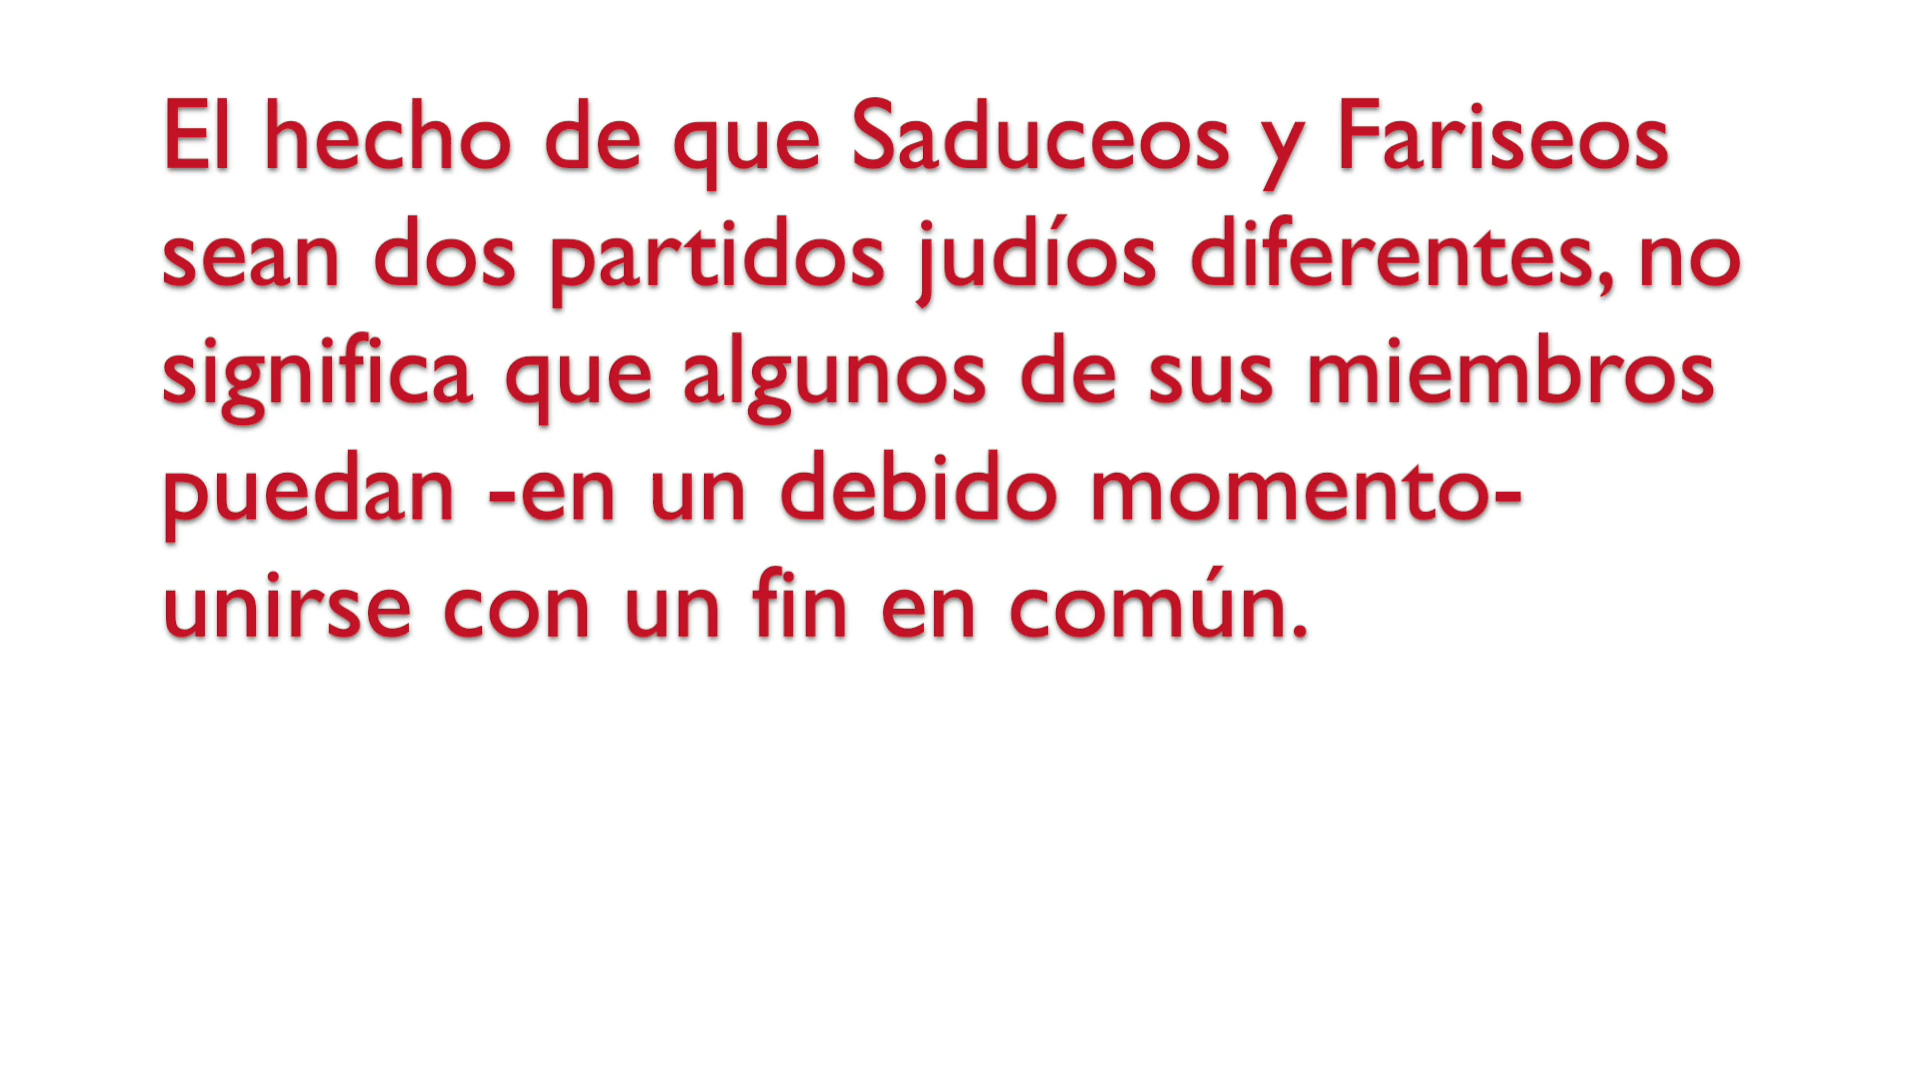 El hecho de que Saduceos y Fariseos
sean dos partidos judíos diferentes, no
significa que algunos de sus miembros
puedan -en un debido momento-
unirse con un fin en común.